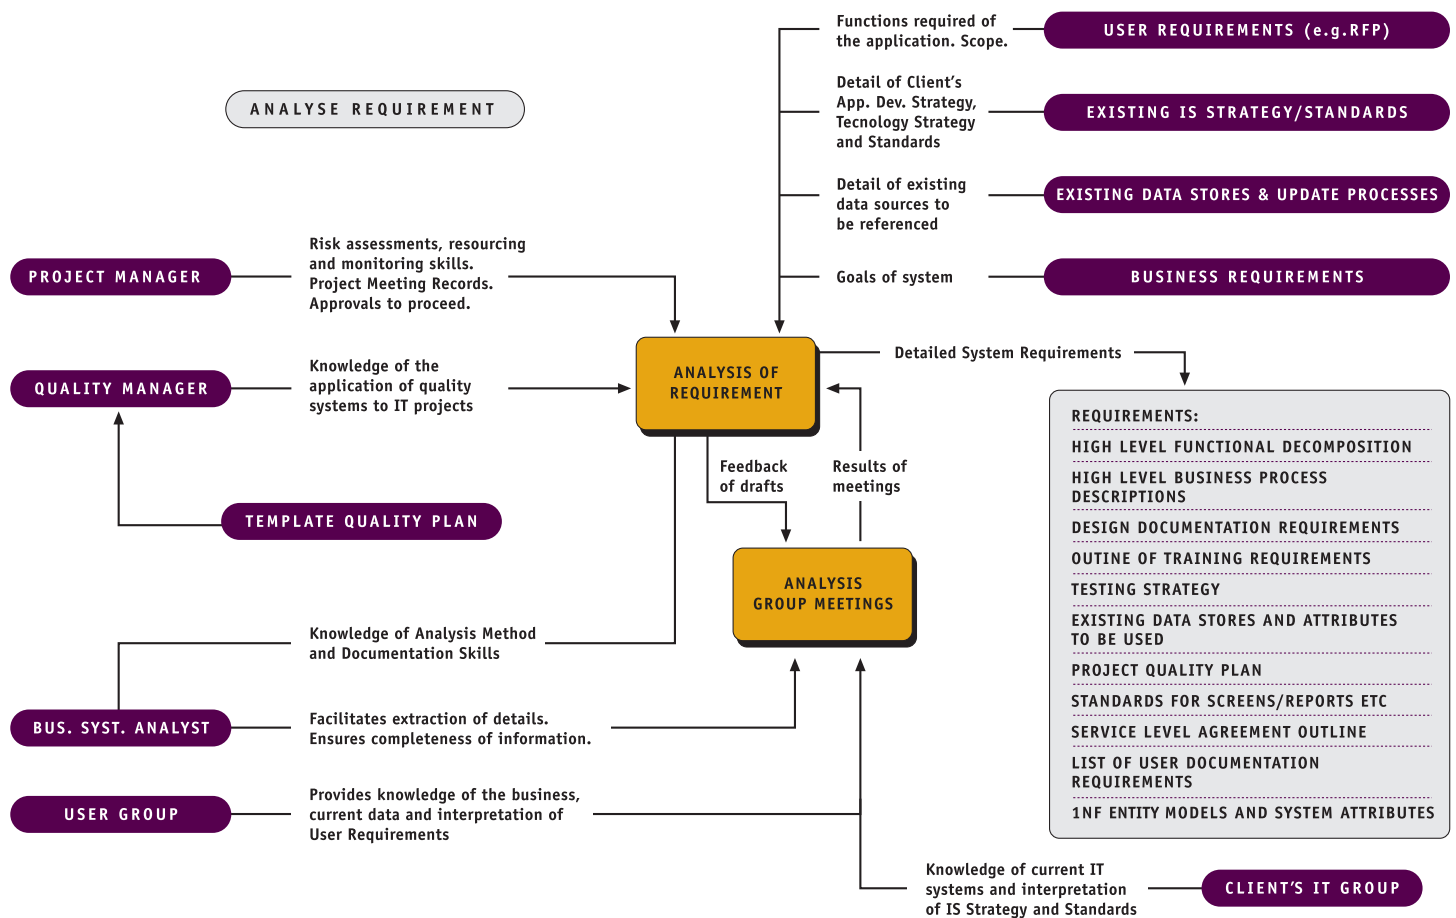 ANALYSE REQUIREMENT
Functions required of
the application. Scope.
USER REQUIREMENTS (e.g.RFP)
Detail of Client's
App. Dev. Strategy,
Tecnology Strategy
and Standards
EXISTING IS STRATEGY/STANDARDS
Detail of existing
data sources to
be referenced
EXISTING DATA STORES & UPDATE PROCESSES
Goals of system
BUSINESS REQUIREMENTS
PROJECT MANAGER
Risk assessments, resourcing
and monitoring skills.
Project Meeting Records.
Approvals to proceed.
QUALITY MANAGER
Knowledge of the
application of quality
systems to IT projects
ANALYSIS OF
REQUIREMENT
Detailed System Requirements
TEMPLATE QUALITY PLAN
Feedback
of drafts
Results of
meetings
ANALYSIS
GROUP MEETINGS
Knowledge of Analysis Method
and Documentation Skills
BUS. SYST. ANALYST
Facilitates extraction of details.
Ensures completeness of information.
USER GROUP
Provides knowledge of the business,
current data and interpretation of
User Requirements
REQUIREMENTS:
HIGH LEVEL FUNCTIONAL DECOMPOSITION
HIGH LEVEL BUSINESS PROCESS
DESCRIPTIONS
DESIGN DOCUMENTATION REQUIREMENTS
OUTINE OF TRAINING REQUIREMENTS
TESTING STRATEGY
EXISTING DATA STORES AND ATTRIBUTES
TO BE USED
PROJECT QUALITY PLAN
STANDARDS FOR SCREENS/REPORTS ETC
SERVICE LEVEL AGREEMENT OUTLINE
LIST OF USER DOCUMENTATION
REQUIREMENTS
1NF ENTITY MODELS AND SYSTEM ATTRIBUTES
Knowledge of current IT
systems and interpretation
of IS Strategy and Standards
CLIENT'S IT GROUP